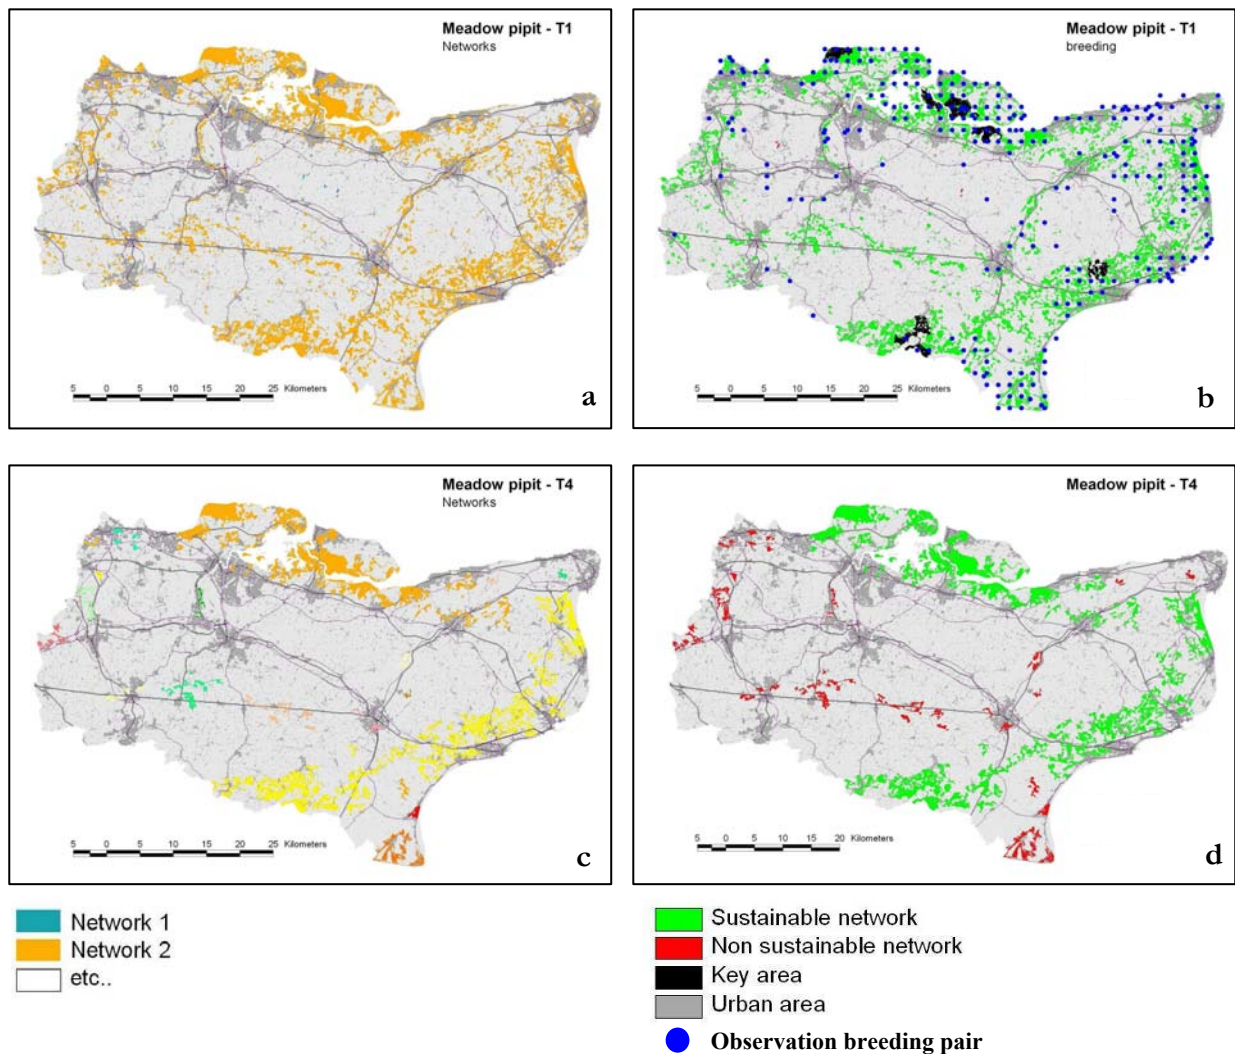 Meadow pipit - T1
Networks
5 0 5 10 15 20 25 Kilometers
a
Meadow pipit - T1
breeding
5 0 5 10 15 20 25 Kilometers
b
Meadow pipit - T4
Networks
5 0 5 10 15 20 25 Kilometers
c
Meadow pipit - T4
5 0 5 10 15 20 Kilometers
d
Network 1
Network 2
etc..
Sustainable network
Non sustainable network
Key area
Urban area
Observation breeding pair